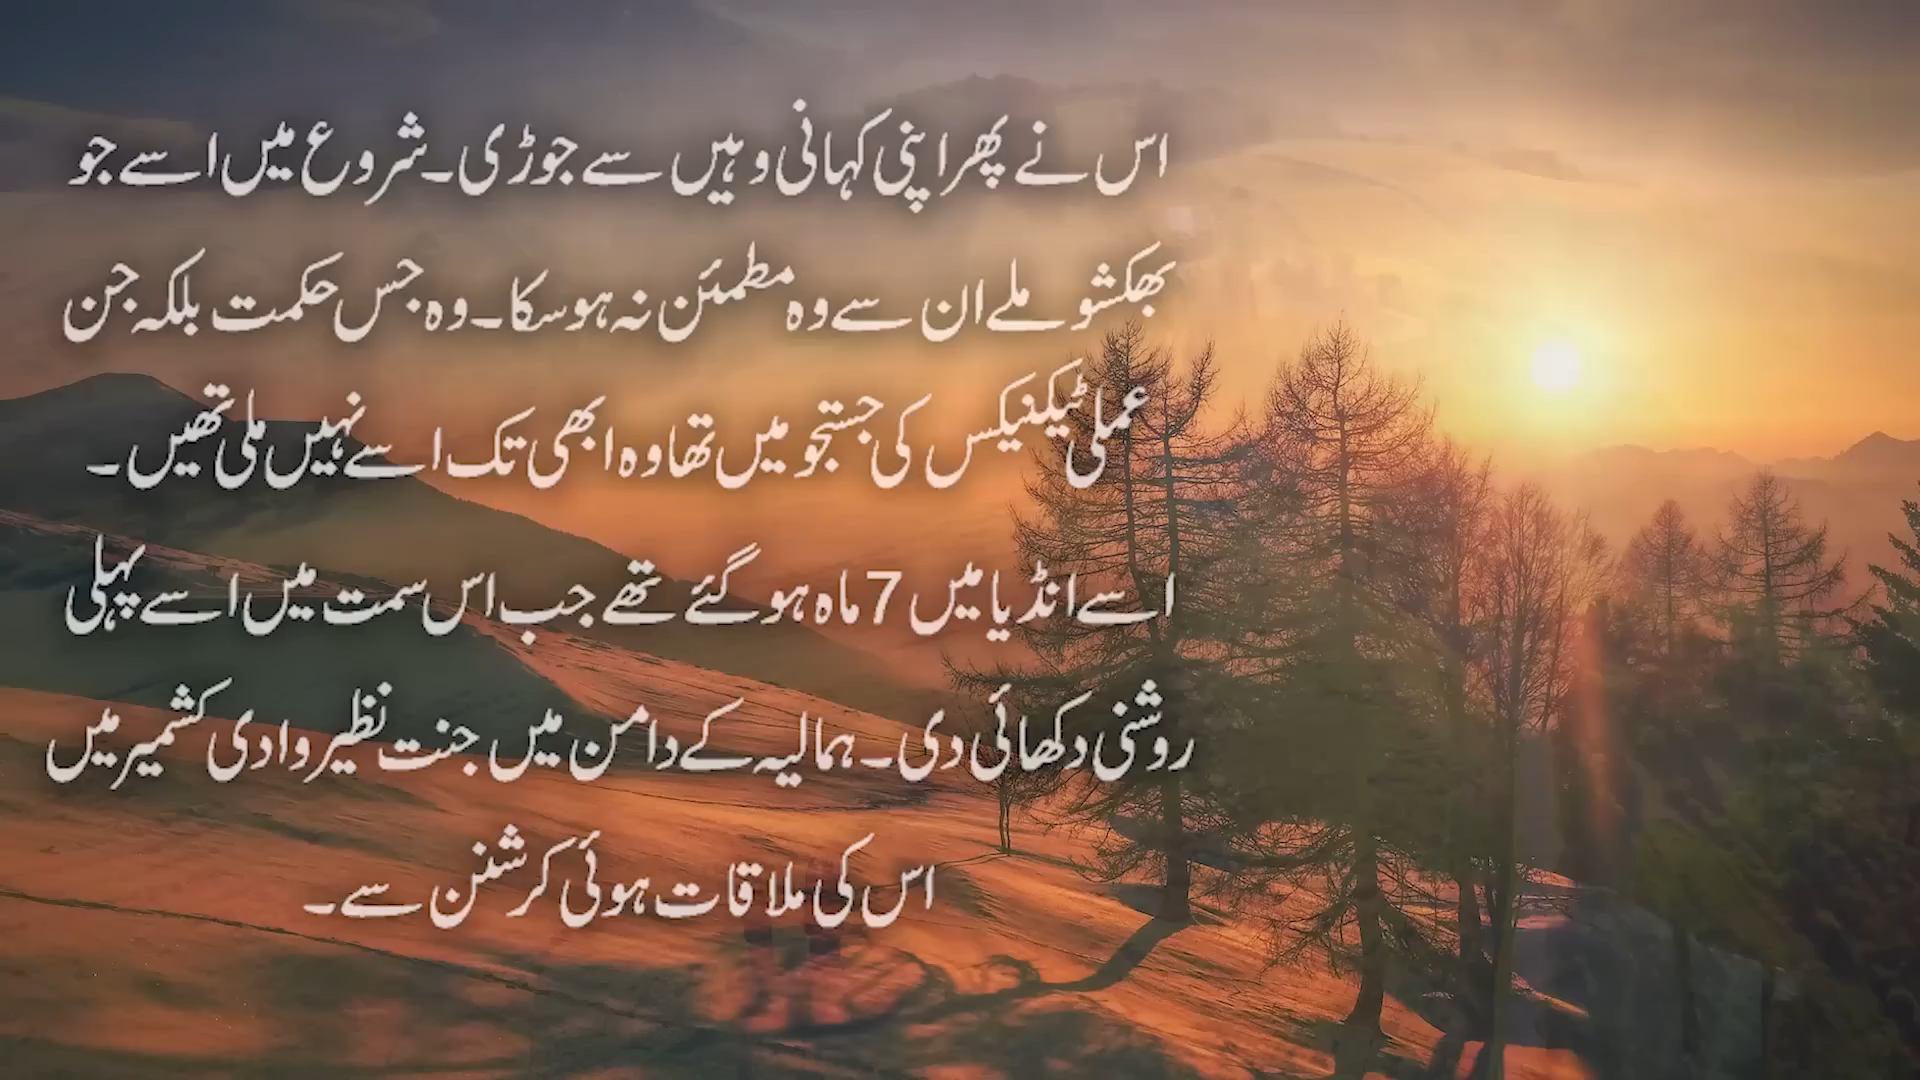 اس نے پھر اپنی کہانی وہیں سے جوڑی۔ شروع میں اسے جو
بھکشو ملے ان سے وہ مطمئن نہ ہو سکا۔ وہ جس حکمت بلکہ جن
عملی ٹیکنیکس کی جستجو میں تھا وہ ابھی تک اسے نہیں ملی تھیں۔
اسے انڈیا میں 7 ماہ ہو گئے تھے جب اس سمت میں اسے پہلی
روشنی دکھائی دی۔ ہمالیہ کے دامن میں جنت نظیر وادی کشمیر میں
اس کی ملاقات ہوئی کرشنن سے۔